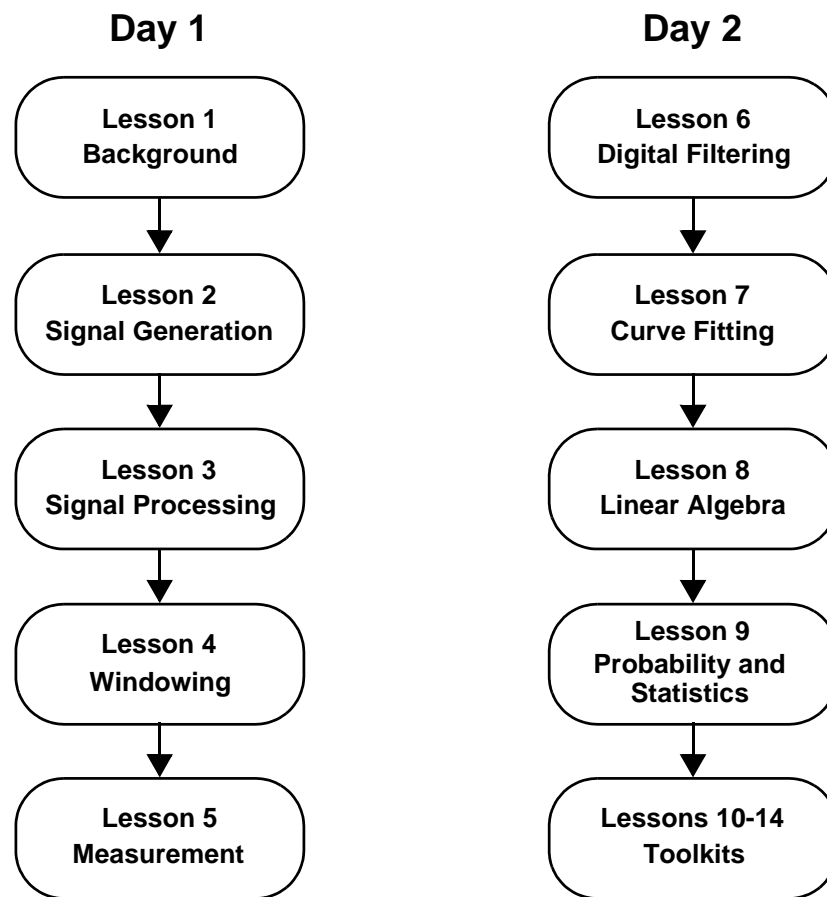 Day 1
Lesson 1
Background
Lesson 2
Signal Generation
Lesson 3
Signal Processing
Lesson 4
Windowing
Lesson 5
Measurement
Day 2
Lesson 6
Digital Filtering
Lesson 7
Curve Fitting
Lesson 8
Linear Algebra
Lesson 9
Probability and
Statistics
Lessons 10-14
Toolkits